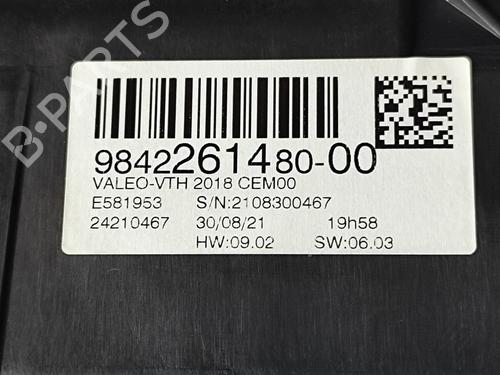 B-PARTS
9842261480-00
VALEO-VTH 2018 CEM00
E581953 S/N:2108300467
24210467 30/08/21 19h58
HW:09.02 SW:06.03